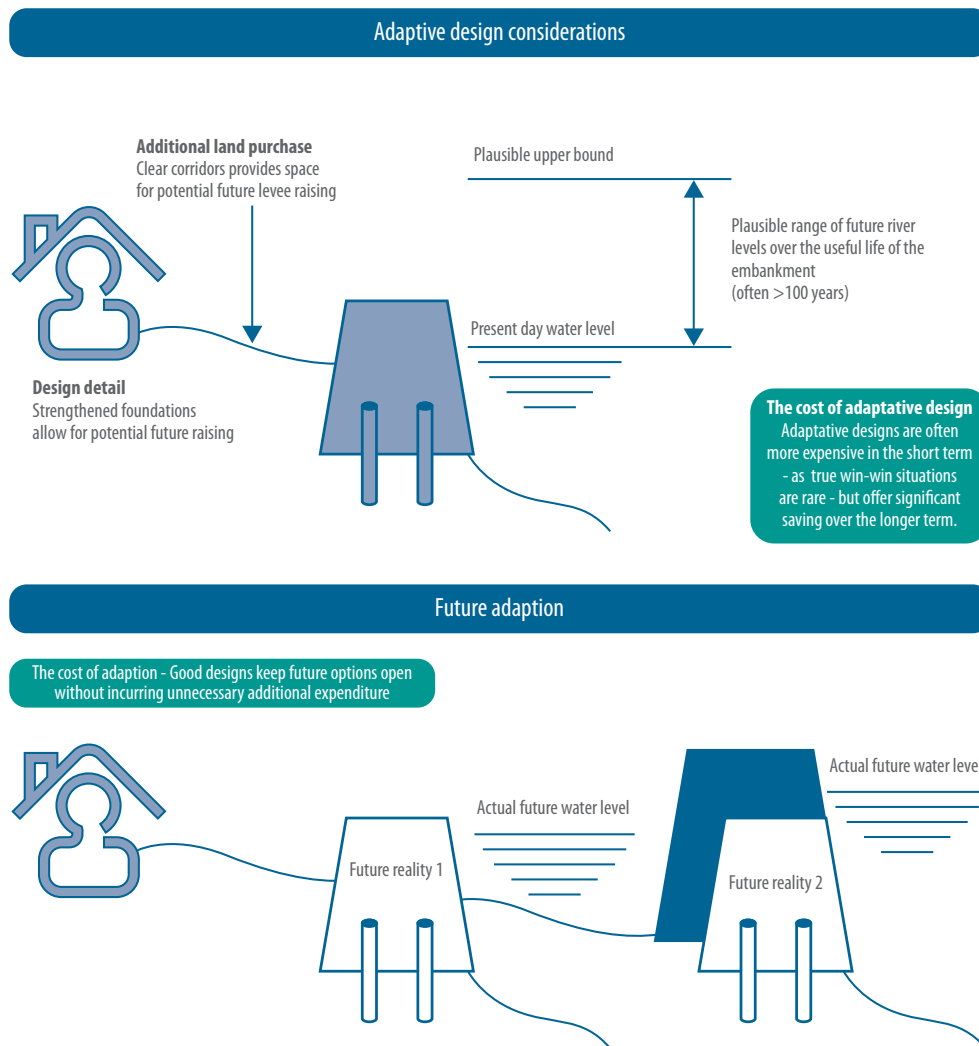 Adaptive design considerations
Additional land purchase
Clear corridors provides space
for potential future levee raising
Plausible upper bound
Plausible range of future river
levels over the useful life of the
embankment
(often >100 years)
Present day water level
Design detail
Strengthened foundations
allow for potential future raising
The cost of adaptative design
Adaptative designs are often
more expensive in the short term
- as true win-win situations
are rare - but offer significant
saving over the longer term.
Future adaption
The cost of adaption - Good designs keep future options open
without incurring unnecessary additional expenditure
Actual future water level
Actual future water level
Future reality 1
Future reality 2